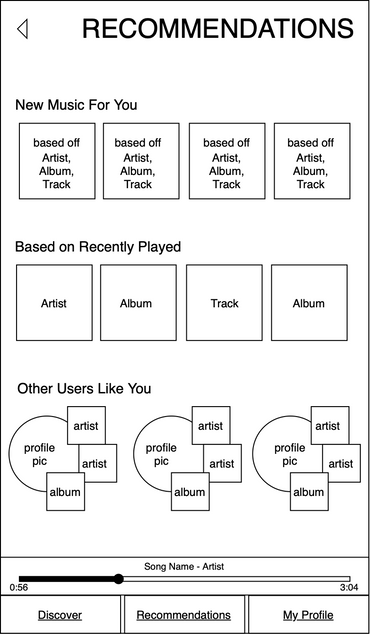 RECOMMENDATIONS
New Music For You
based off
Artist,
Album,
Track
based off
Artist,
Album,
Track
based off
Artist,
Album,
Track
based off
Artist,
Album,
Track
Based on Recently Played
Artist
Album
Track
Album
Other Users Like You
profile
pic
artist
artist
album
profile
pic
artist
artist
album
profile
pic
artist
artist
album
Song Name - Artist
0:56
3:04
Discover
Recommendations
My Profile